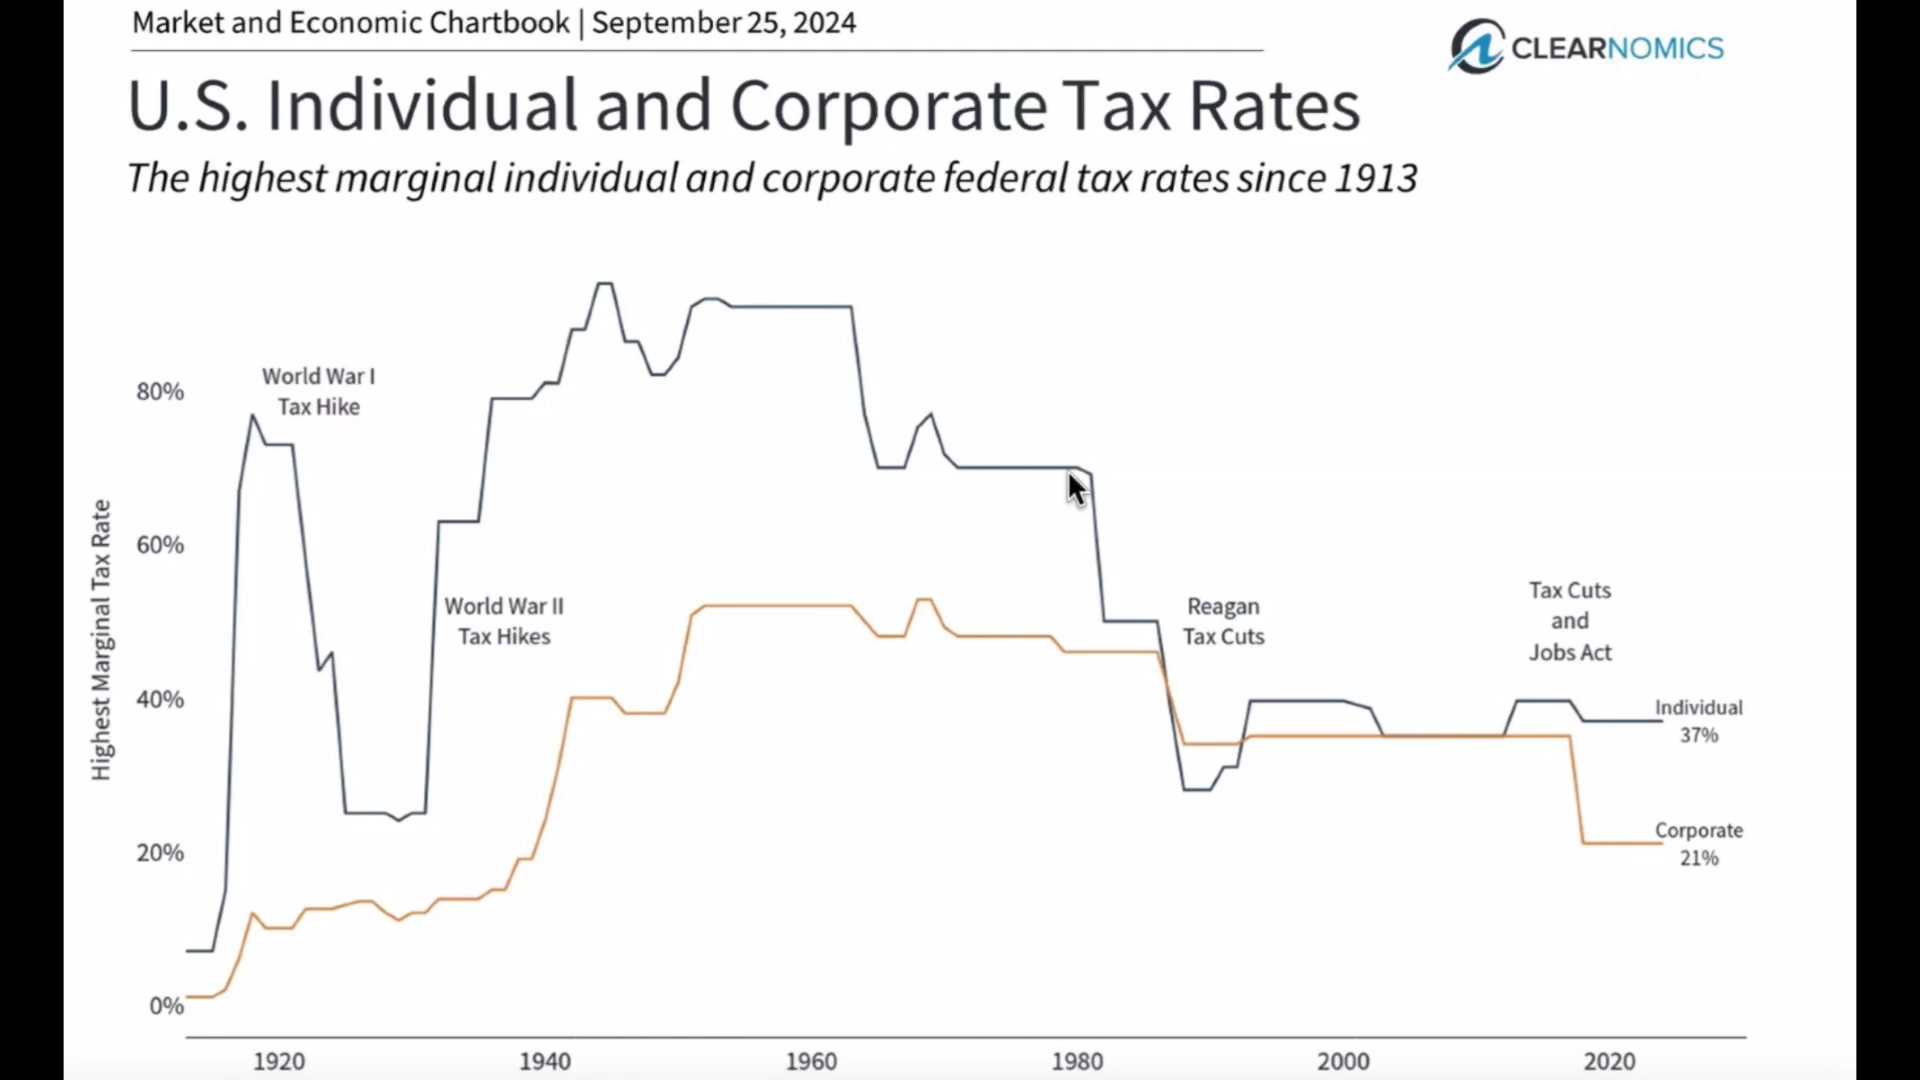 Market and Economic Chartbook | September 25, 2024
CLEARNOMICS
U.S. Individual and Corporate Tax Rates
The highest marginal individual and corporate federal tax rates since 1913
Highest Marginal Tax Rate
80%
60%
40%
20%
0%
World War I
Tax Hike
World War II
Tax Hikes
Reagan
Tax Cuts
Tax Cuts
and
Jobs Act
Individual
37%
Corporate
21%
1920
1940
1960
1980
2000
2020